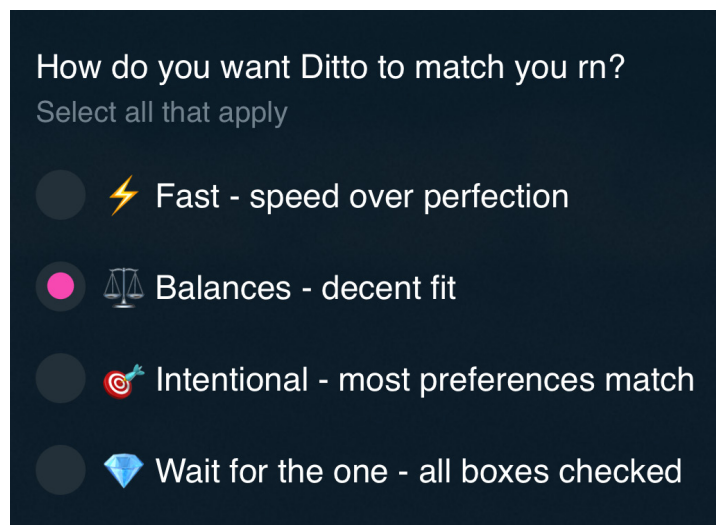 How do you want Ditto to match you rn?
Select all that apply
⚡ Fast - speed over perfection
⚖️ Balances - decent fit
🎯 Intentional - most preferences match
💎 Wait for the one - all boxes checked